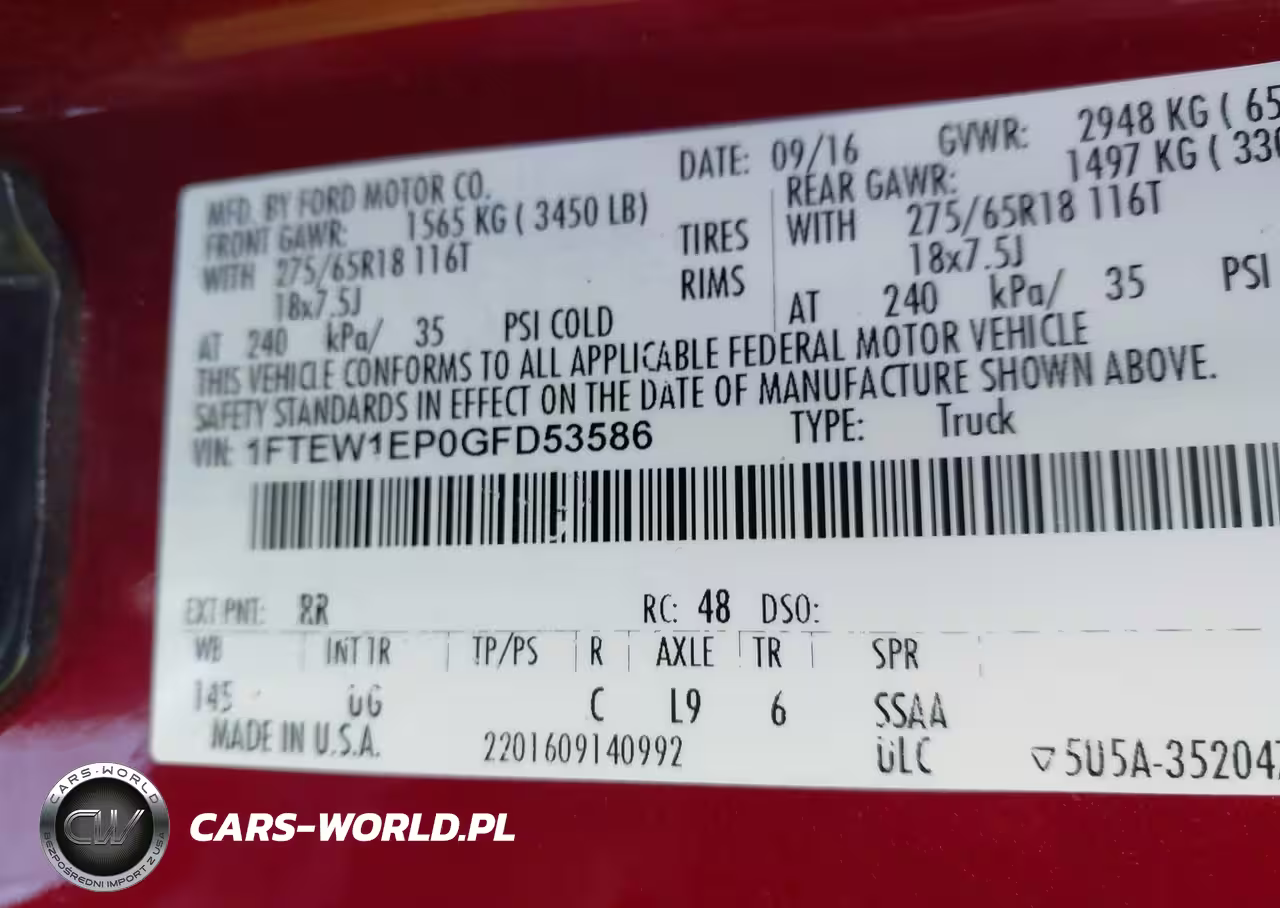 MFD. BY FORD MOTOR CO. DATE: 09/16 GVWR: 2948 KG ( 65
FRONT GAWR: 1565 KG ( 3450 LB) REAR GAWR: 1497 KG ( 330
WITH 275/65R18 116T TIRES WITH 275/65R18 116T
18x7.5J RIMS 18x7.5J
AT 240 kPa/ 35 PSI COLD AT 240 kPa/ 35 PSI
THIS VEHICLE CONFORMS TO ALL APPLICABLE FEDERAL MOTOR VEHICLE
SAFETY STANDARDS IN EFFECT ON THE DATE OF MANUFACTURE SHOWN ABOVE.
VIN: 1FTEW1EP0GFD53586 TYPE: Truck
EXT PNT: RR RC: 48 DSO:
WB INT TR TP/PS R AXLE TR SPR
145 UG C L9 6 SSAA
MADE IN U.S.A. 2201609140992 ULC ▽5U5A-352047
CARS-WORLD
CW
BEZPOŚREDNI IMPORT Z USA
CARS-WORLD.PL